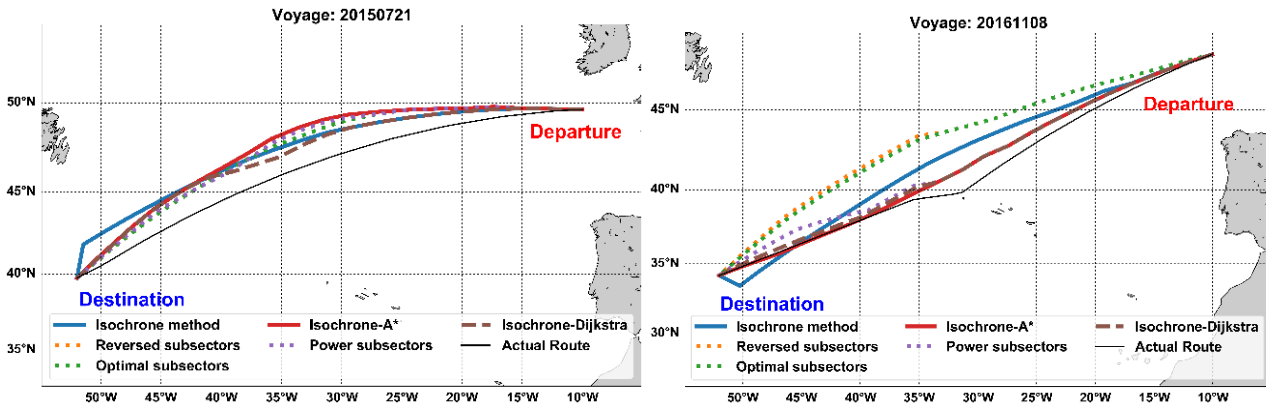 Voyage: 20150721
50°N
45°N
40°N
35°N
Departure
Destination
Isochrone method
Isochrone-A*
Isochrone-Dijkstra
Reversed subsectors
Power subsectors
Actual Route
Optimal subsectors
50°W 45°W 40°W 35°W 30°W 25°W 20°W 15°W 10°W
Voyage: 20161108
45°N
40°N
35°N
30°N
Departure
Destination
Isochrone method
Isochrone-A*
Isochrone-Dijkstra
Reversed subsectors
Power subsectors
Actual Route
Optimal subsectors
50°W 45°W 40°W 35°W 30°W 25°W 20°W 15°W 10°W